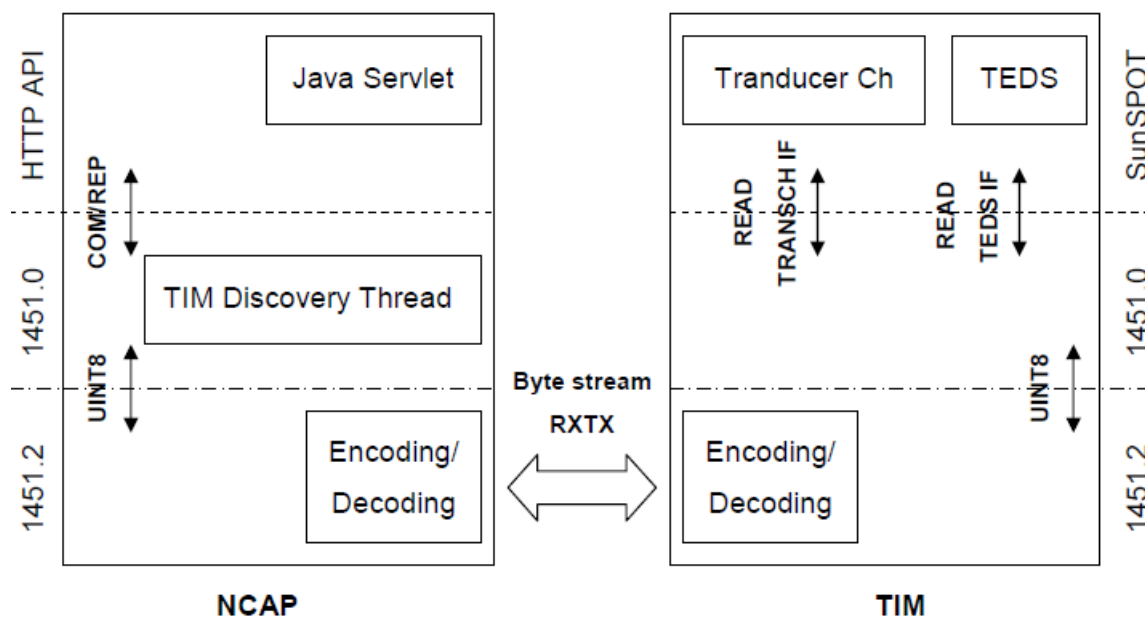 HTTP API
Java Servlet
COM/REP
1451.0
TIM Discovery Thread
UINT8
1451.2
Encoding/
Decoding
NCAP
Byte stream
RXTX
Tranducer Ch
TEDS
SunSPOT
READ
TRANSCH IF
READ
TEDS IF
1451.0
UINT8
Encoding/
Decoding
1451.2
TIM